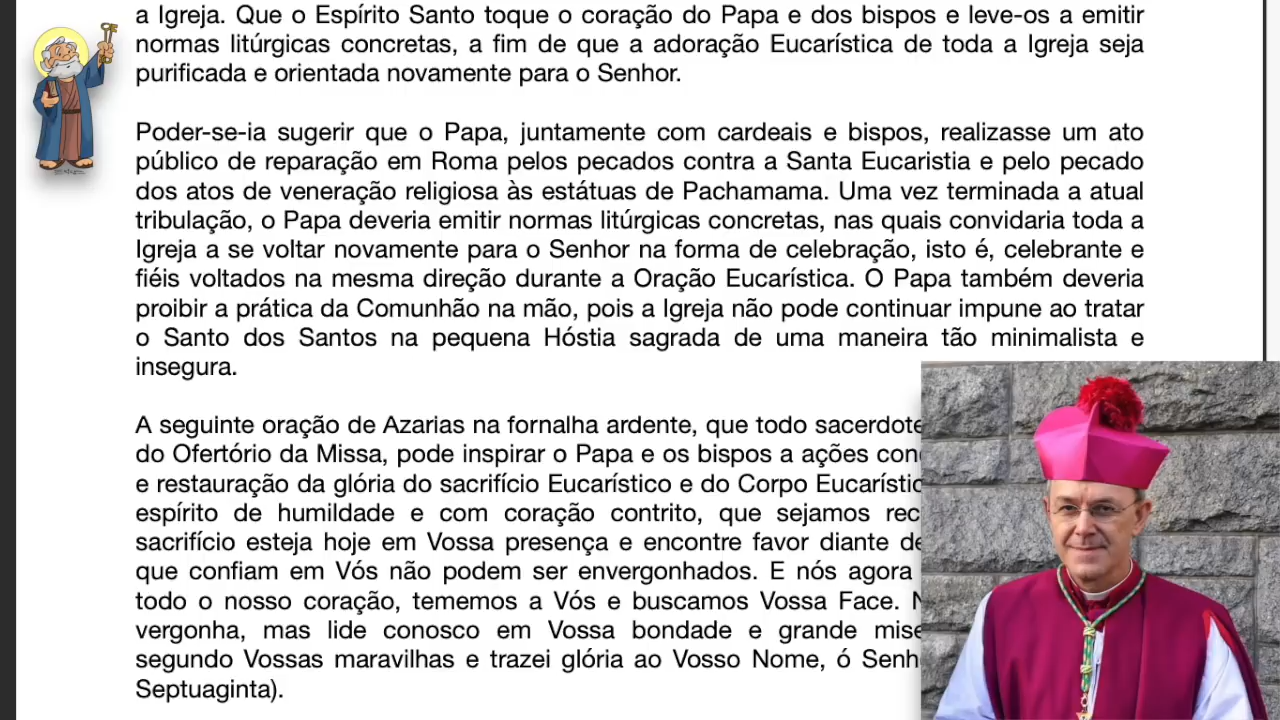 a Igreja. Que o Espírito Santo toque o coração do Papa e dos bispos e leve-os a emitir
normas litúrgicas concretas, a fim de que a adoração Eucarística de toda a Igreja seja
purificada e orientada novamente para o Senhor.
Poder-se-ia sugerir que o Papa, juntamente com cardeais e bispos, realizasse um ato
público de reparação em Roma pelos pecados contra a Santa Eucaristia e pelo pecado
dos atos de veneração religiosa às estátuas de Pachamama. Uma vez terminada a atual
tribulação, o Papa deveria emitir normas litúrgicas concretas, nas quais convidaria toda a
Igreja a se voltar novamente para o Senhor na forma de celebração, isto é, celebrante e
fiéis voltados na mesma direção durante a Oração Eucarística. O Papa também deveria
proibir a prática da Comunhão na mão, pois a Igreja não pode continuar impune ao tratar
o Santo dos Santos na pequena Hóstia sagrada de uma maneira tão minimalista e
insegura.
A seguinte oração de Azarias na fornalha ardente, que todo sacerdote
do Ofertório da Missa, pode inspirar o Papa e os bispos a ações
e restauração da glória do sacrifício Eucarístico e do Corpo
espírito de humildade e com coração contrito, que sejamos
sacrifício esteja hoje em Vossa presença e encontre favor diante
que confiam em Vós não podem ser envergonhados. E nós agora
todo o nosso coração, tememos a Vós e buscamos Vossa Face.
vergonha, mas lide conosco em Vossa bondade e grande
segundo Vossas maravilhas e trazei glória ao Vosso Nome, ó
Septuaginta).